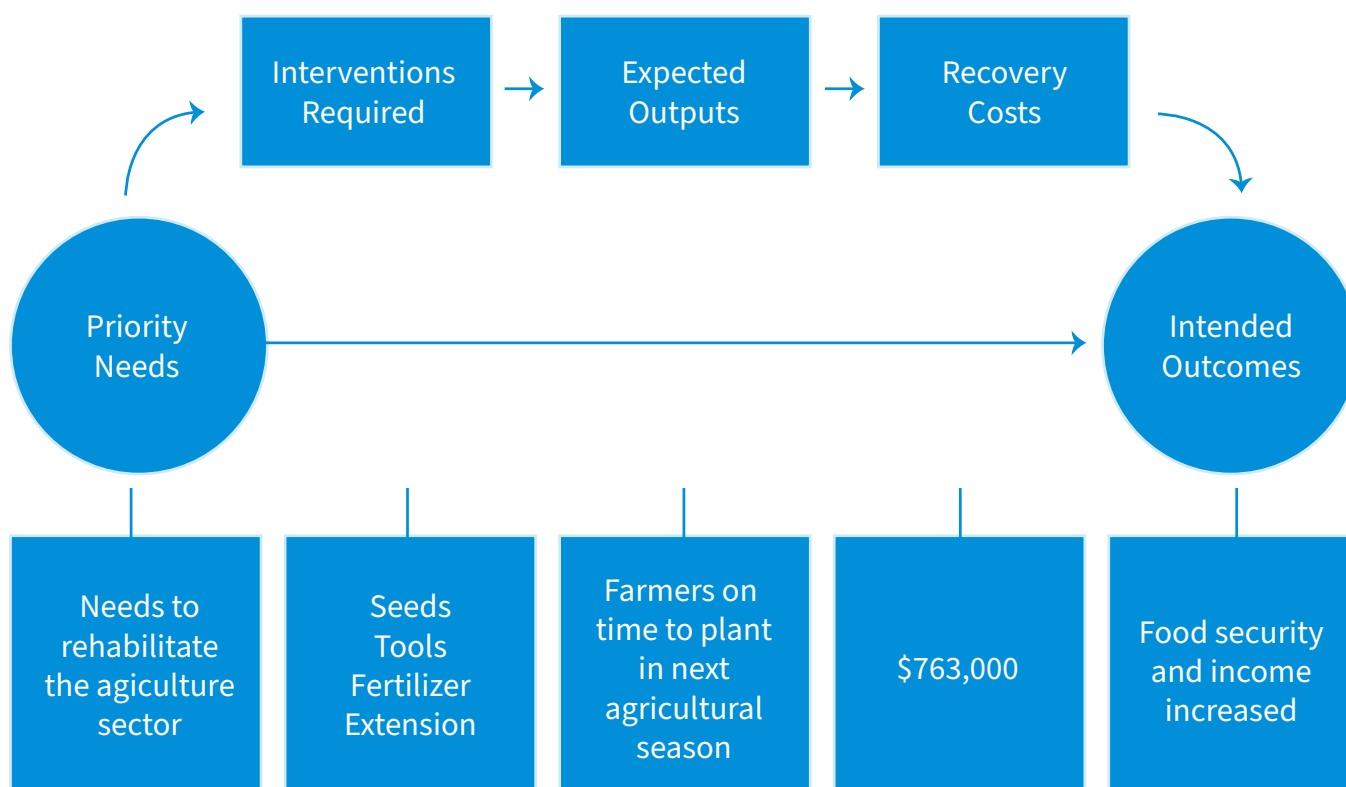 Interventions
Required
Expected
Outputs
Recovery
Costs
Priority
Needs
Intended
Outcomes
Needs to
rehabilitate
the agiculture
sector
Seeds
Tools
Fertilizer
Extension
Farmers on
time to plant
in next
agricultural
season
$763,000
Food security
and income
increased